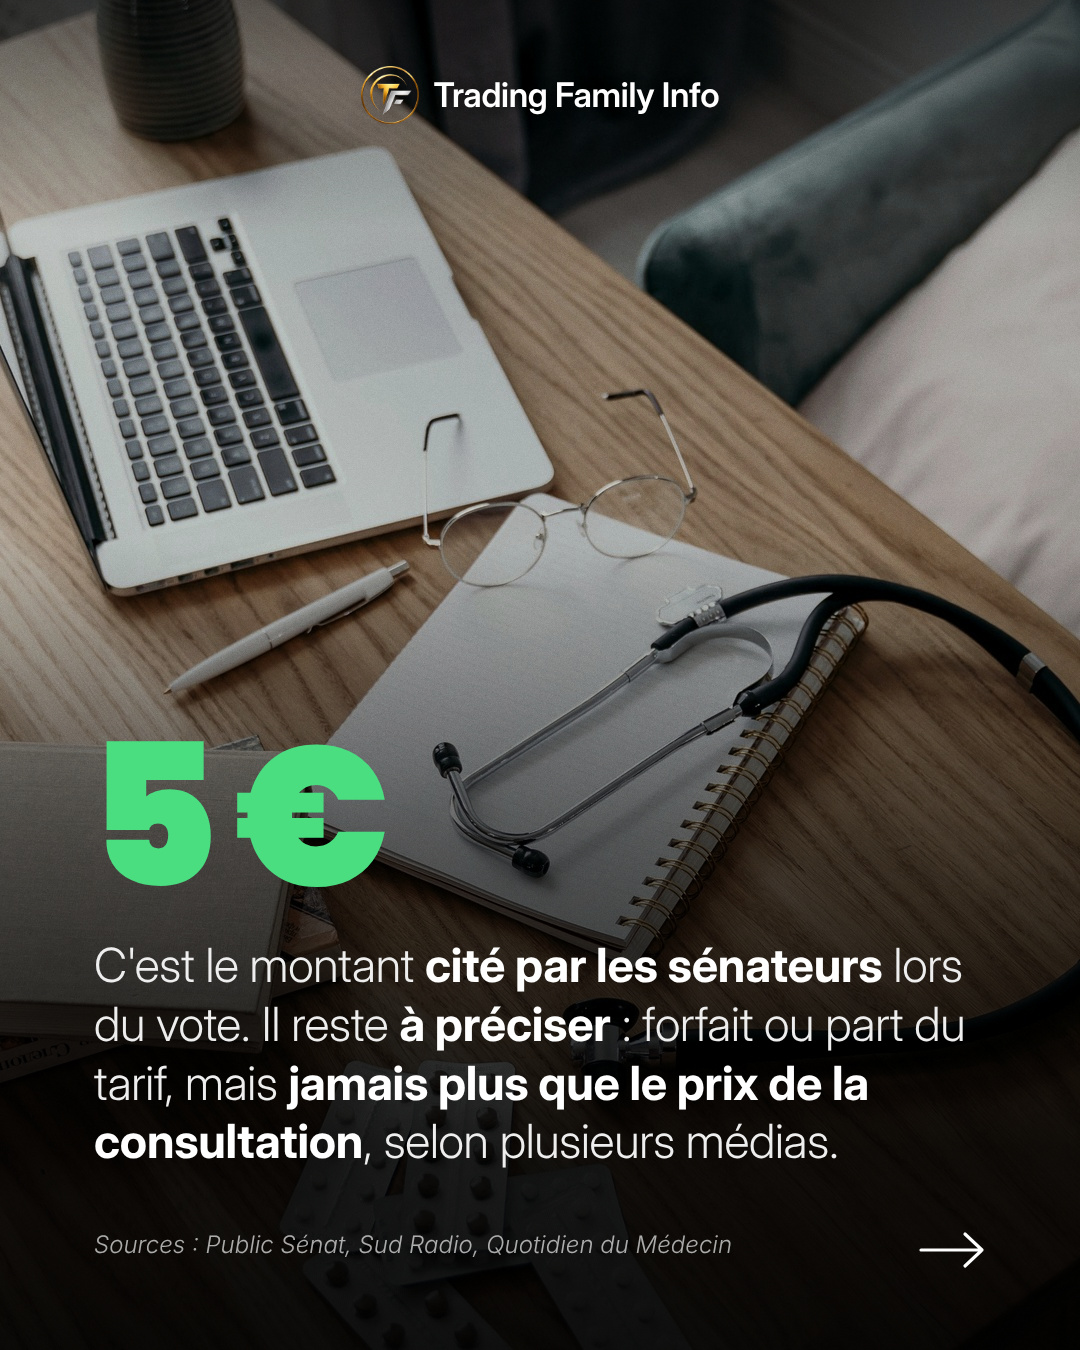 Trading Family Info
5 €
C'est le montant cité par les sénateurs lors
du vote. Il reste à préciser : forfait ou part du
tarif, mais jamais plus que le prix de la
consultation, selon plusieurs médias.
Sources : Public Sénat, Sud Radio, Quotidien du Médecin